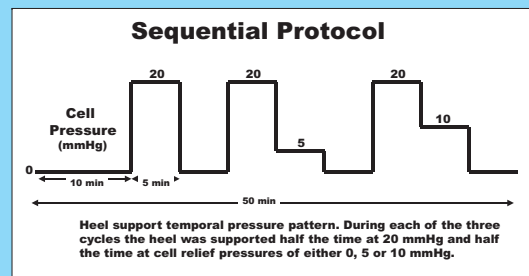 Sequential Protocol
20
20
20
Cell
Pressure
(mmHg)
10
5
0
10 min
5 min
50 min
Heel support temporal pressure pattern. During each of the three
cycles the heel was supported half the time at 20 mmHg and half
the time at cell relief pressures of either 0, 5 or 10 mmHg.